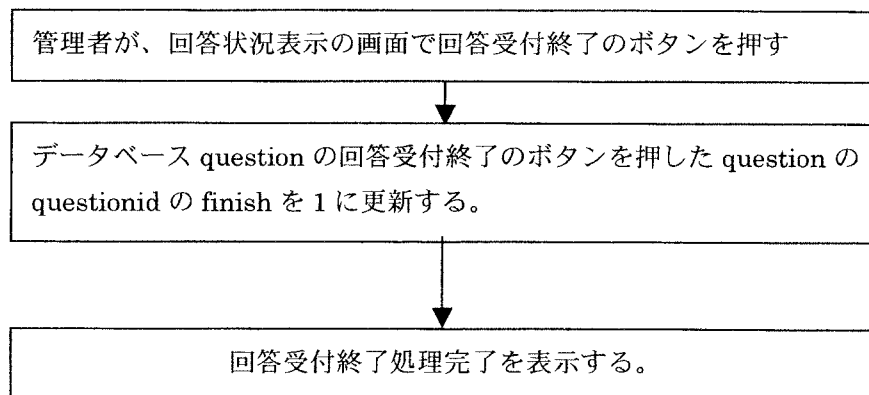 管理者が、回答状況表示の画面で回答受付終了のボタンを押す
データベース question の回答受付終了のボタンを押した question の
questionid の finish を 1 に更新する。
回答受付終了処理完了を表示する。